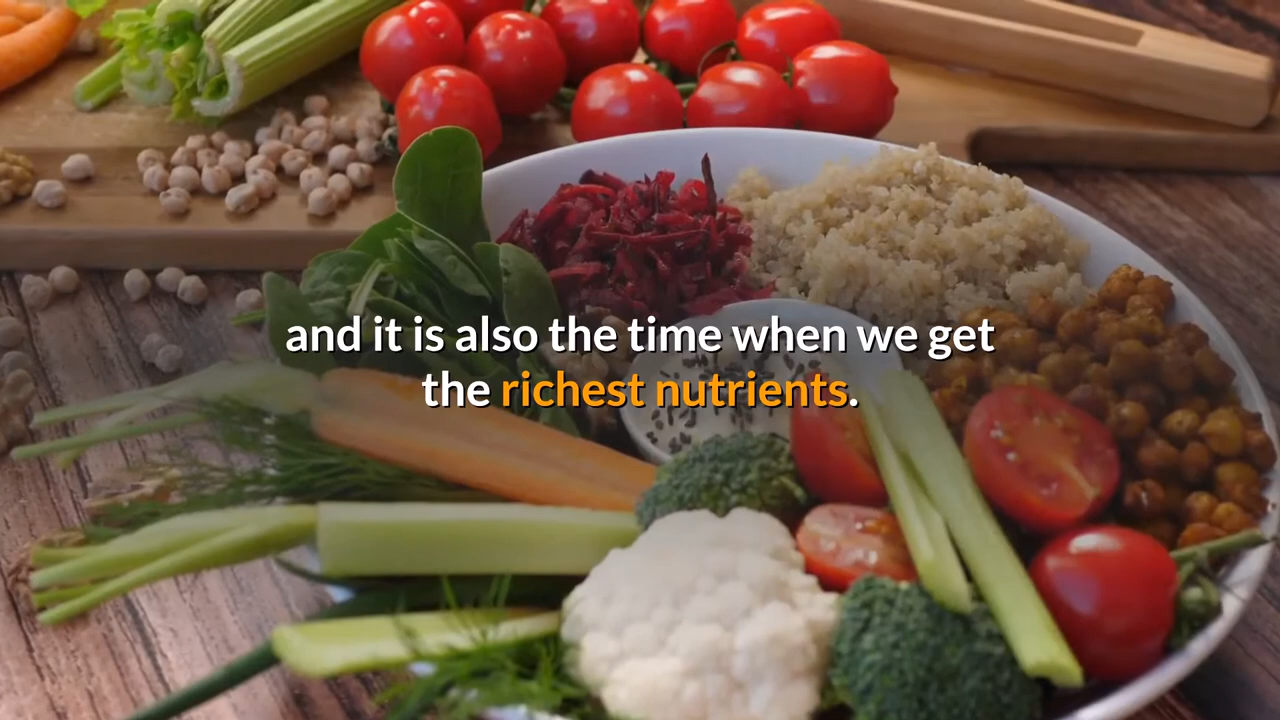 and it is also the time when we get
the richest nutrients.